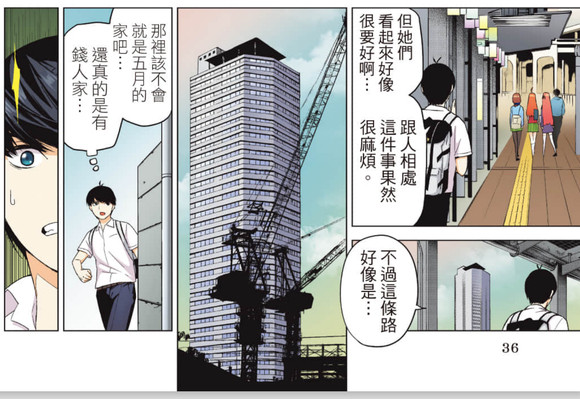 但她們
看起來好像
很要好啊…
跟人相處
這件事果然
很麻煩。
不過這條路
好像是…
36
那裡該不會
就是五月的
家吧…
還真的是有
錢人家…